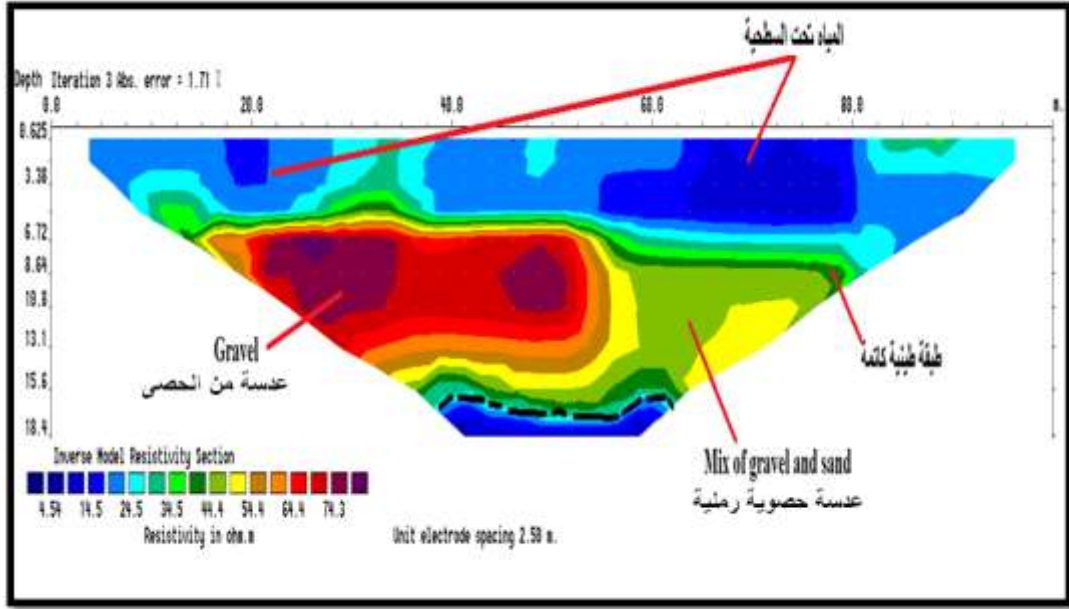 المياه تحت السطحية
Depth Iteration 3 Abs. error = 1.71 %
0.0 20.0 40.0 60.0 80.0 m.
0.625
3.38
6.72
8.64
10.8
13.1
15.6
18.4
Gravel
عدسة من الحصى
طبقة طينية كاتمة
Mix of gravel and sand
عدسة حصوية رملية
Inverse Model Resistivity Section
4.54 14.5 24.5 34.5 44.4 54.4 64.4 74.3
Resistivity in ohm.m
Unit electrode spacing 2.50 m.